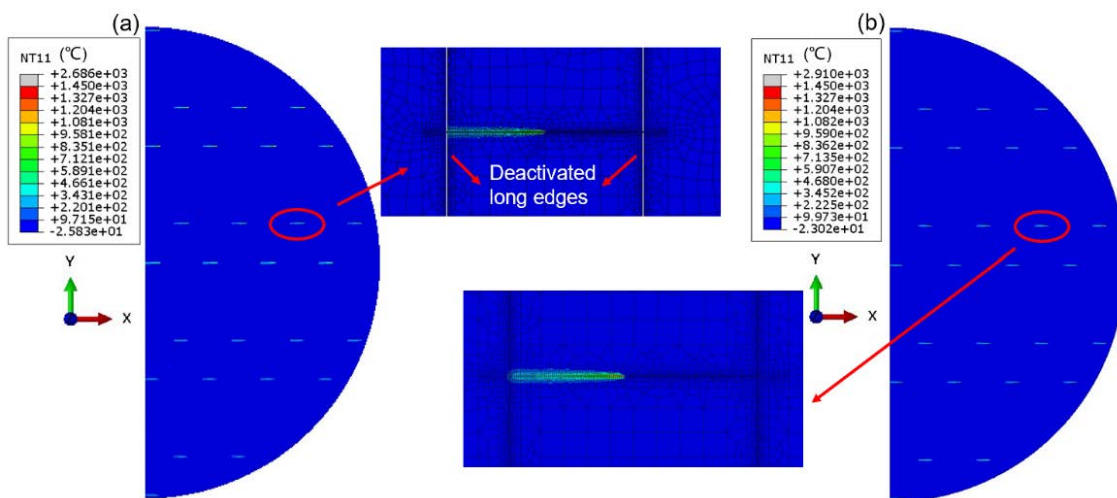 (a)
NT11 (℃)
+2.686e+03
+1.450e+03
+1.327e+03
+1.204e+03
+1.081e+03
+9.581e+02
+8.351e+02
+7.121e+02
+5.891e+02
+4.661e+02
+3.432e+02
+2.201e+02
+9.715e+01
-2.583e+01
Y
X
Deactivated
long edges
(b)
NT11 (℃)
+2.910e+03
+1.450e+03
+1.327e+03
+1.204e+03
+1.082e+03
+9.590e+02
+8.362e+02
+7.135e+02
+5.907e+02
+4.680e+02
+3.452e+02
+2.225e+02
+9.973e+01
-2.302e+01
Y
X